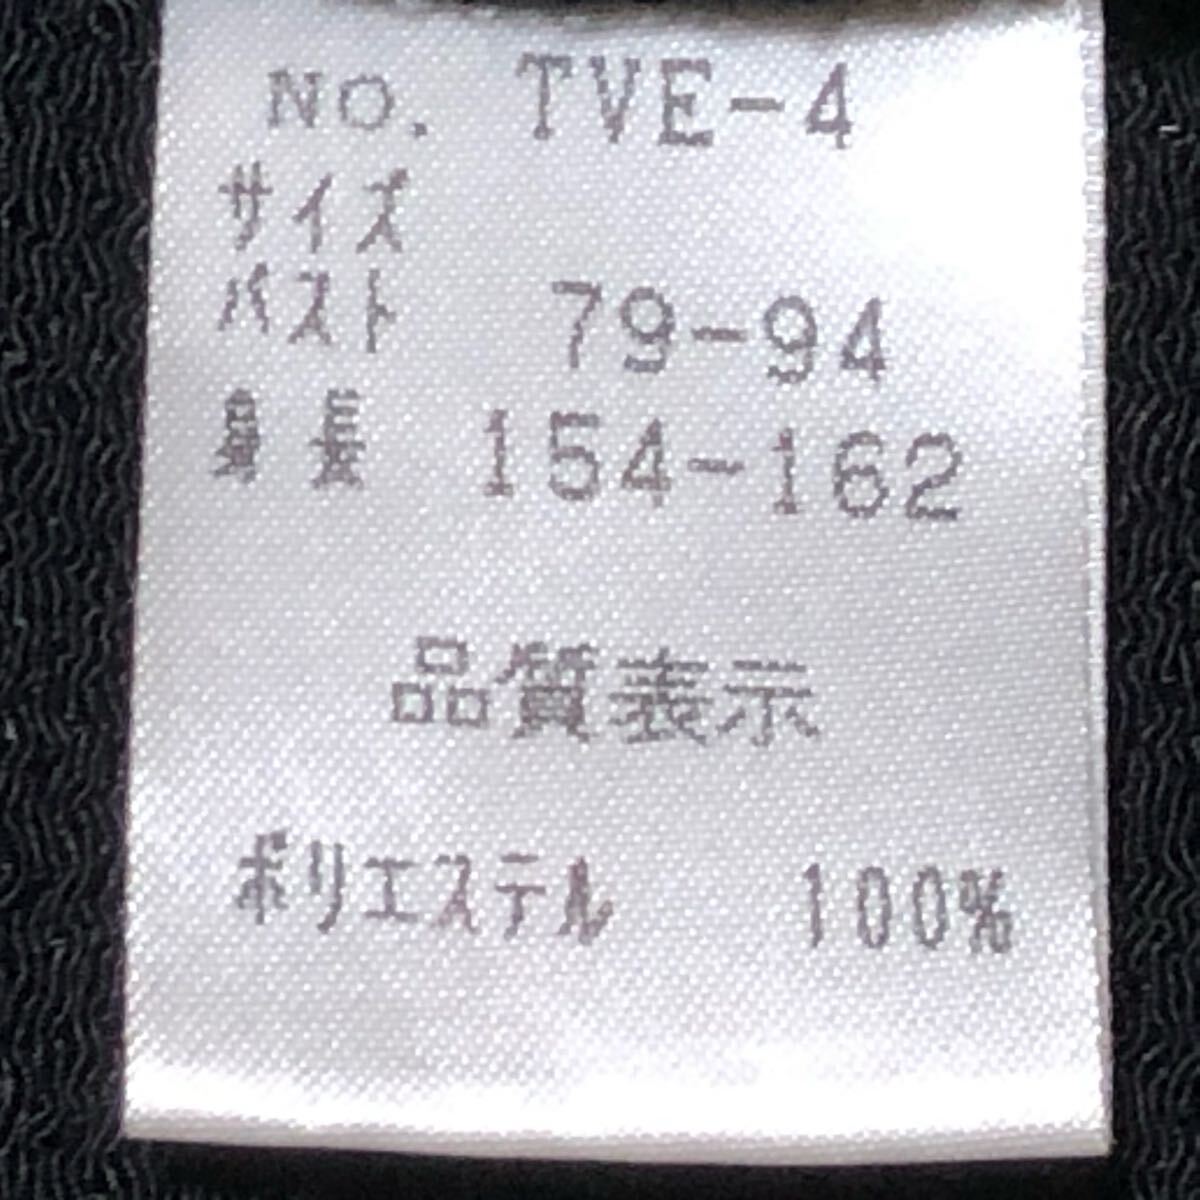 NO. TVE-4
サイズ
バスト 79-94
身長 154-162
品質表示
ポリエステル 100%